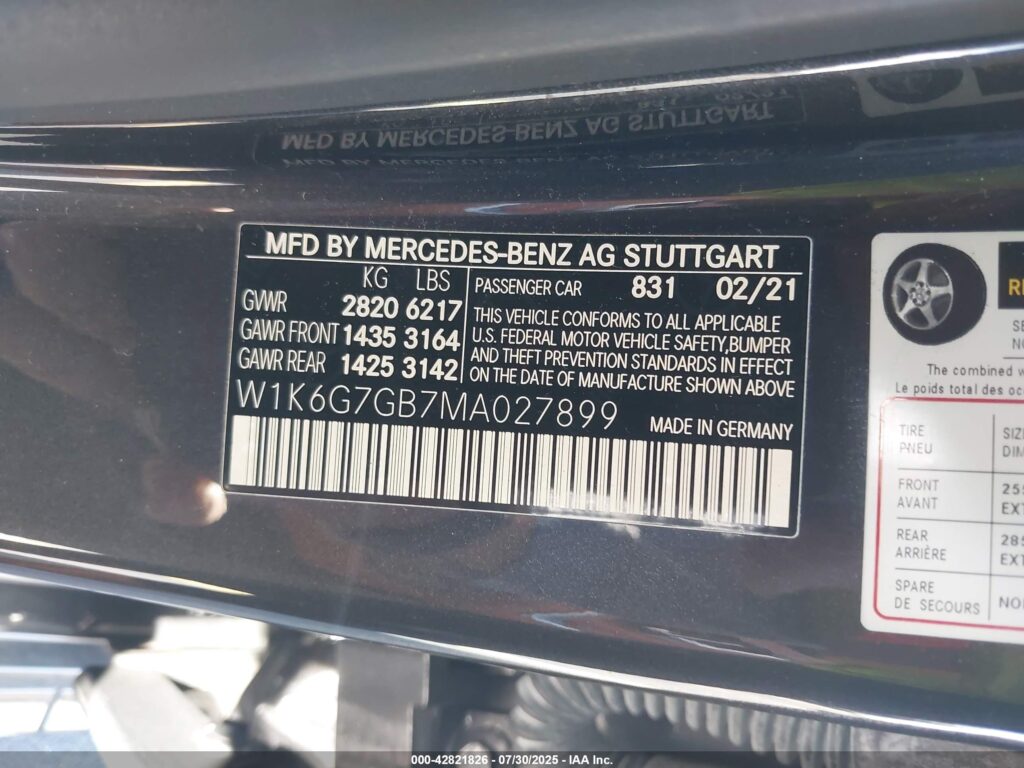 MFD BY MERCEDES-BENZ AG STUTTGART
MFD BY MERCEDES-BENZ AG STUTTGART
KG LBS
GVWR 2820 6217
GAWR FRONT 1435 3164
GAWR REAR 1425 3142
PASSENGER CAR 831 02/21
THIS VEHICLE CONFORMS TO ALL APPLICABLE
U.S. FEDERAL MOTOR VEHICLE SAFETY, BUMPER
AND THEFT PREVENTION STANDARDS IN EFFECT
ON THE DATE OF MANUFACTURE SHOWN ABOVE
W1K6G7GB7MA027899
MADE IN GERMANY
The combined
Le poids total des
TIRE
PNEU
FRONT
AVANT
REAR
ARRIÈRE
SPARE
DE SECOURS
000-42821826 - 07/30/2025 - IAA Inc.